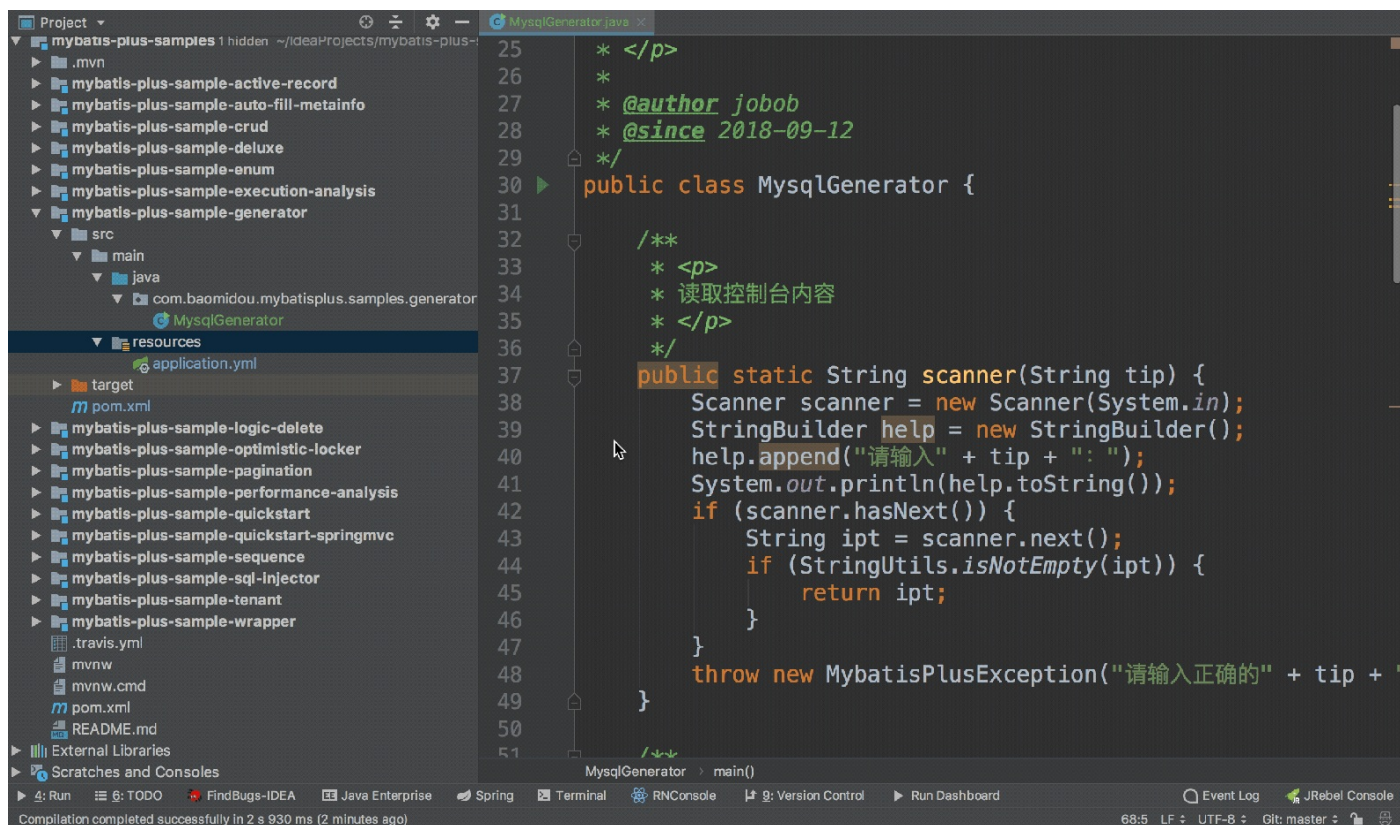 Project
MysqlGenerator.java
mybatis-plus-samples 1 hidden ~/IdeaProjects/mybatis-plus-s
.mvn
mybatis-plus-sample-active-record
mybatis-plus-sample-auto-fill-metainfo
mybatis-plus-sample-crud
mybatis-plus-sample-deluxe
mybatis-plus-sample-enum
mybatis-plus-sample-execution-analysis
mybatis-plus-sample-generator
src
main
java
com.baomidou.mybatisplus.samples.generator
MysqlGenerator
resources
application.yml
target
pom.xml
mybatis-plus-sample-logic-delete
mybatis-plus-sample-optimistic-locker
mybatis-plus-sample-pagination
mybatis-plus-sample-performance-analysis
mybatis-plus-sample-quickstart
mybatis-plus-sample-quickstart-springmvc
mybatis-plus-sample-sequence
mybatis-plus-sample-sql-injector
mybatis-plus-sample-tenant
mybatis-plus-sample-wrapper
.travis.yml
mvnw
mvnw.cmd
pom.xml
README.md
External Libraries
Scratches and Consoles
25 * </p>
26 *
27 * @author jobob
28 * @since 2018-09-12
29 */
30 public class MysqlGenerator {
31
32 /**
33 * <p>
34 * 读取控制台内容
35 * </p>
36 */
37 public static String scanner(String tip) {
38 Scanner scanner = new Scanner(System.in);
39 StringBuilder help = new StringBuilder();
40 help.append("请输入" + tip + "：");
41 System.out.println(help.toString());
42 if (scanner.hasNext()) {
43 String ipt = scanner.next();
44 if (StringUtils.isNotEmpty(ipt)) {
45 return ipt;
46 }
47 }
48 throw new MybatisPlusException("请输入正确的" + tip + "
49 }
50
51 /**
MysqlGenerator > main()
4: Run 6: TODO FindBugs-IDEA Java Enterprise Spring Terminal RNConsole 9: Version Control Run Dashboard Event Log JRebel Console
Compilation completed successfully in 2 s 930 ms (2 minutes ago) 68:5 LF UTF-8 Git: master